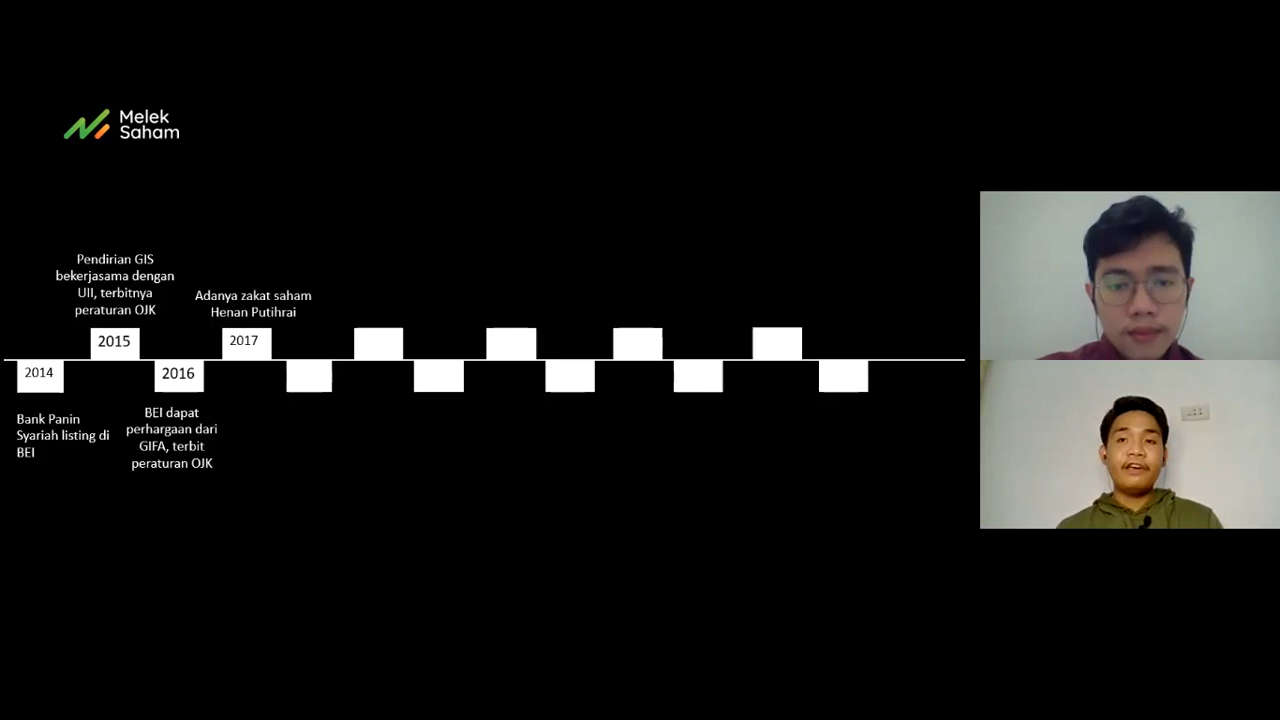 Melek
Saham
Pendirian GIS
bekerjasama dengan
UII, terbitnya
peraturan OJK
Adanya zakat saham
Henan Putihrai
2015
2017
2014
2016
Bank Panin
Syariah listing di
BEI
BEI dapat
perhargaan dari
GIFA, terbit
peraturan OJK